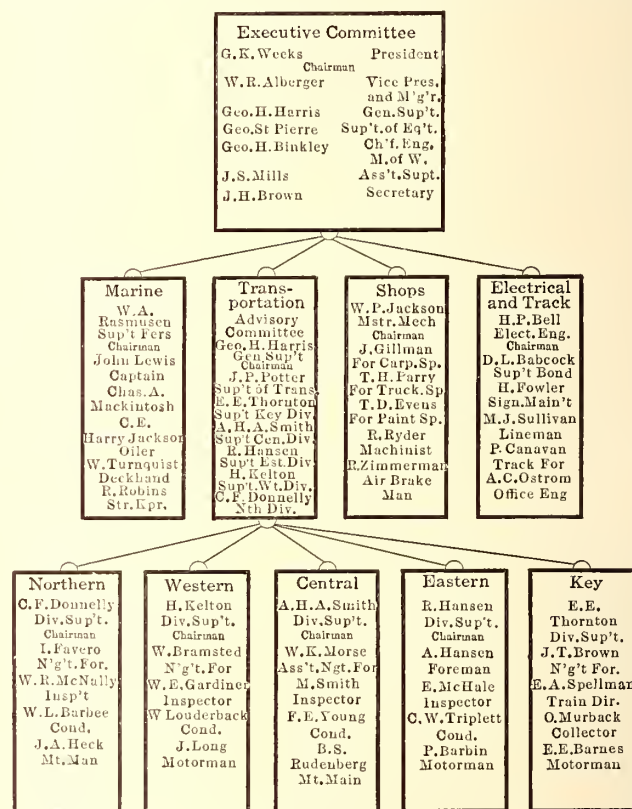 Executive Committee
G.K.Weeks President
Chairman
W.R.Alberger Vice Pres.
and M'g'r.
Geo.H.Harris Gen.Sup't.
Geo.St Pierre Sup't.of Eq't.
Geo.H.Binkley Ch'f.Eng.
M.of W.
J.S.Mills Ass't.Supt.
J.H.Brown Secretary
Marine
W.A.
Rasmusen
Sup't Fers
Chairman
John Lewis
Captain
Chas.A.
Mackintosh
C.E.
Harry Jackson
Oiler
W.Turnquist
Deckhand
R.Robins
Str.Kpr.
Trans-
portation
Advisory
Committee
Geo.H.Harris
Gen.Sup't
Chairman
J.P.Potter
Sup't of Trans.
E.E.Thornton
Sup't Key Div.
A.H.A.Smith
Sup't Cen.Div.
R.Hansen
Sup't Est.Div.
H.Kelton
Sup't.Wt.Div.
C.F.Donnelly
Nth Div.
Shops
W.P.Jackson
Mstr.Mech
Chairman
J.Gillman
For Carp.Sp.
T.H.Parry
For Truck.Sp.
T.D.Evens
For Paint Sp.
R.Ryder
Machinist
R.Zimmerman
Air Brake
Man
Electrical
and Track
H.P.Bell
Elect.Eng.
Chairman
D.L.Babcock
Sup't Bond
H.Fowler
Sign.Main't
M.J.Sullivan
Lineman
P.Canavan
Track For
A.C.Ostrom
Office Eng
Northern
C.F.Donnelly
Div.Sup't.
Chairman
I.Favero
N'g't.For.
W.R.McNally
Insp't
W.L.Barbee
Cond.
J.A.Heck
Mt.Man
Western
H.Kelton
Div.Sup't.
Chairman
W.Bramsted
N'g't.For
W.E.Gardiner
Inspector
W Louderback
Cond.
J.Long
Motorman
Central
A.H.A.Smith
Div.Sup't.
Chairman
W.K.Morse
Ass't.Ngt.For
M.Smith
Inspector
F.E.Young
Cond.
B.S.
Rudenberg
Mt.Main
Eastern
R.Hansen
Div.Sup't.
Chairman
A.Hansen
Foreman
E.McHale
Inspector
C.W.Triplett
Cond.
P.Barbin
Motorman
Key
E.E.
Thornton
Div.Sup't.
J.T.Brown
N'g't For.
E.A.Spellman
Train Dir.
O.Murback
Collector
E.E.Barnes
Motorman